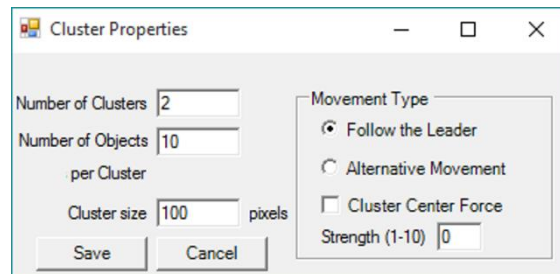 Cluster Properties
Number of Clusters 2
Number of Objects 10
per Cluster
Cluster size 100 pixels
Save Cancel
Movement Type
Follow the Leader
Alternative Movement
Cluster Center Force
Strength (1-10) 0